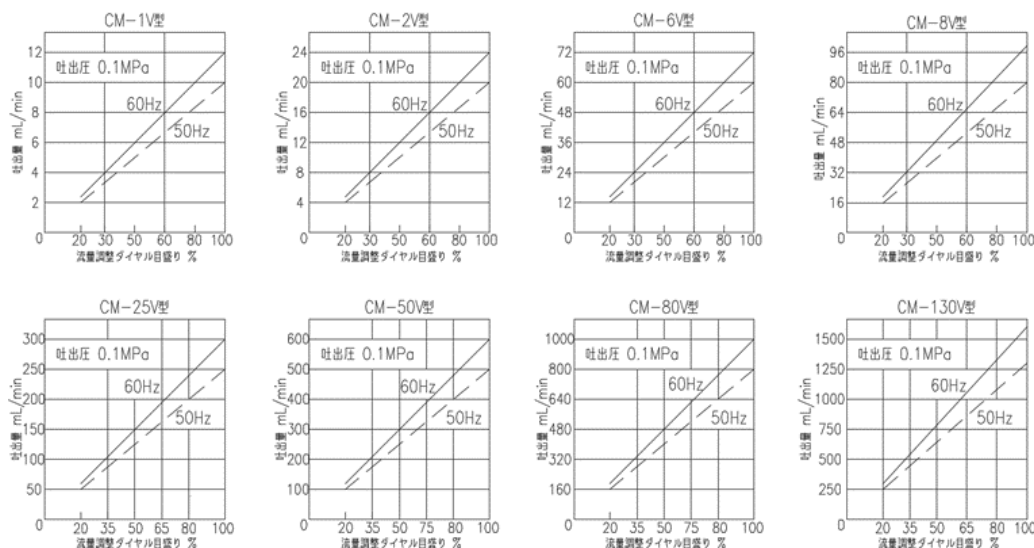 CM-1V型
吐出量 mL/min
12
10
8
6
4
2
0
吐出圧 0.1MPa
60Hz
50Hz
20 30 50 60 80 100
流量調整ダイヤル目盛り %
CM-2V型
吐出量 mL/min
24
20
16
12
8
4
0
吐出圧 0.1MPa
60Hz
50Hz
20 30 50 60 80 100
流量調整ダイヤル目盛り %
CM-6V型
吐出量 mL/min
72
60
48
36
24
12
0
吐出圧 0.1MPa
60Hz
50Hz
20 30 50 60 80 100
流量調整ダイヤル目盛り %
CM-8V型
吐出量 mL/min
96
80
64
48
32
16
0
吐出圧 0.1MPa
60Hz
50Hz
20 30 50 60 80 100
流量調整ダイヤル目盛り %
CM-25V型
吐出量 mL/min
300
250
200
150
100
50
0
吐出圧 0.1MPa
60Hz
50Hz
20 35 50 65 80 100
流量調整ダイヤル目盛り %
CM-50V型
吐出量 mL/min
600
500
400
300
200
100
0
吐出圧 0.1MPa
60Hz
50Hz
20 35 50 65 80 100
流量調整ダイヤル目盛り %
CM-80V型
吐出量 mL/min
1000
800
640
480
320
160
0
吐出圧 0.1MPa
60Hz
50Hz
20 35 50 75 80 100
流量調整ダイヤル目盛り %
CM-130V型
吐出量 mL/min
1500
1250
1000
750
500
250
0
吐出圧 0.1MPa
60Hz
50Hz
20 35 50 65 80 100
流量調整ダイヤル目盛り %